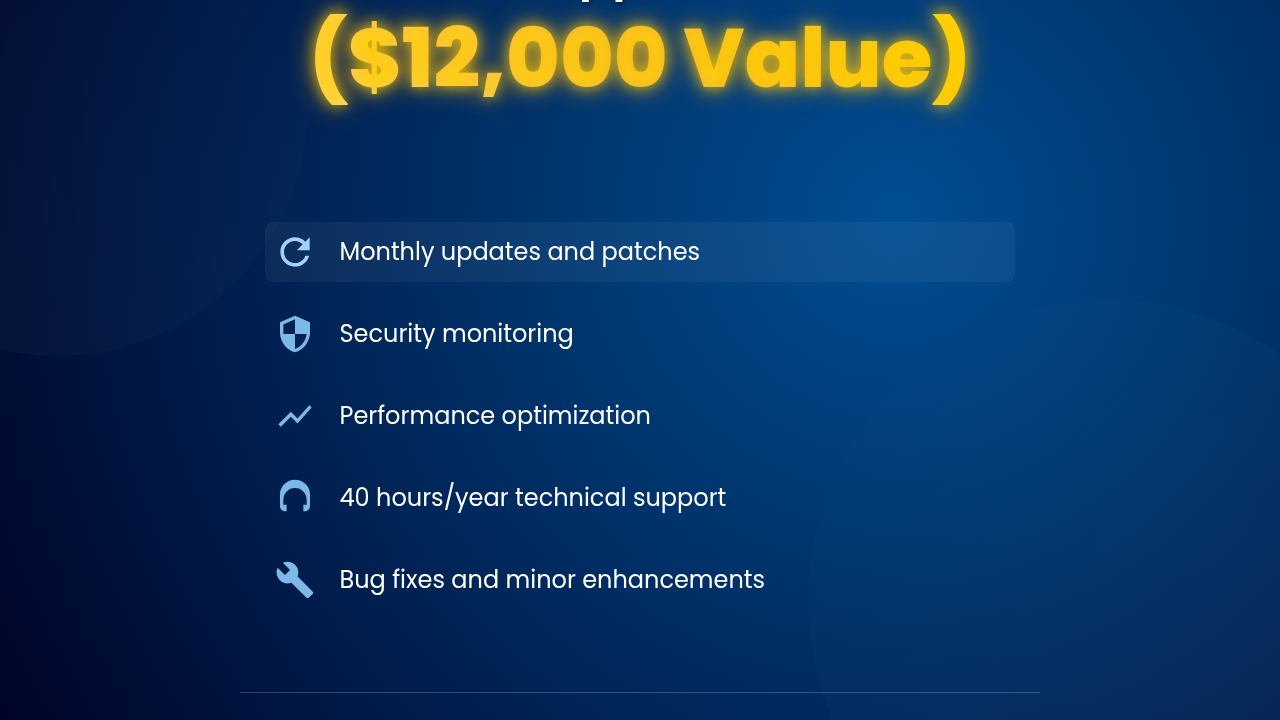 ($12,000 Value)
Monthly updates and patches
Security monitoring
Performance optimization
40 hours/year technical support
Bug fixes and minor enhancements